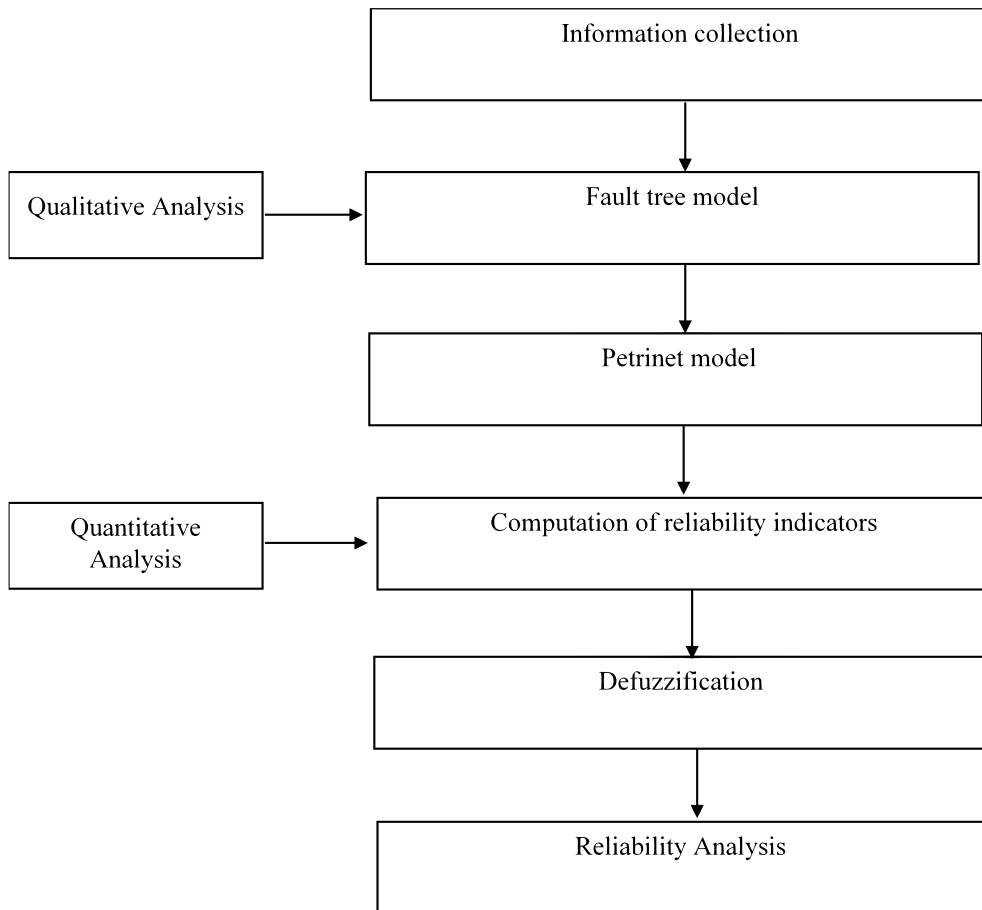 Information collection
Qualitative Analysis
Fault tree model
Petrinet model
Quantitative
Analysis
Computation of reliability indicators
Defuzzification
Reliability Analysis